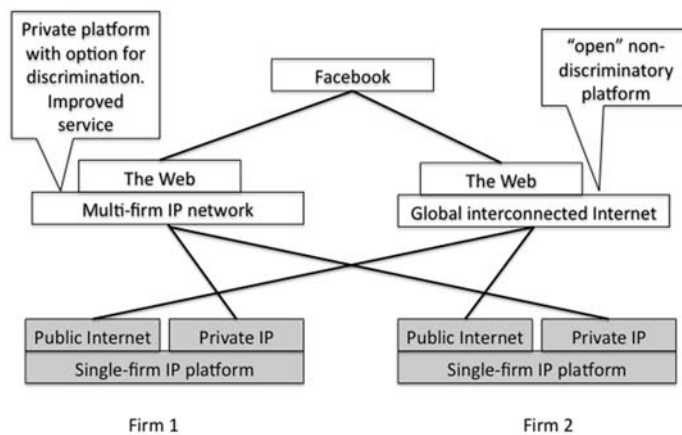 Private platform
with option for
discrimination.
Improved
service
Facebook
“open” non-
discriminatory
platform
The Web
Multi-firm IP network
The Web
Global interconnected Internet
Public Internet
Private IP
Single-firm IP platform
Public Internet
Private IP
Single-firm IP platform
Firm 1
Firm 2